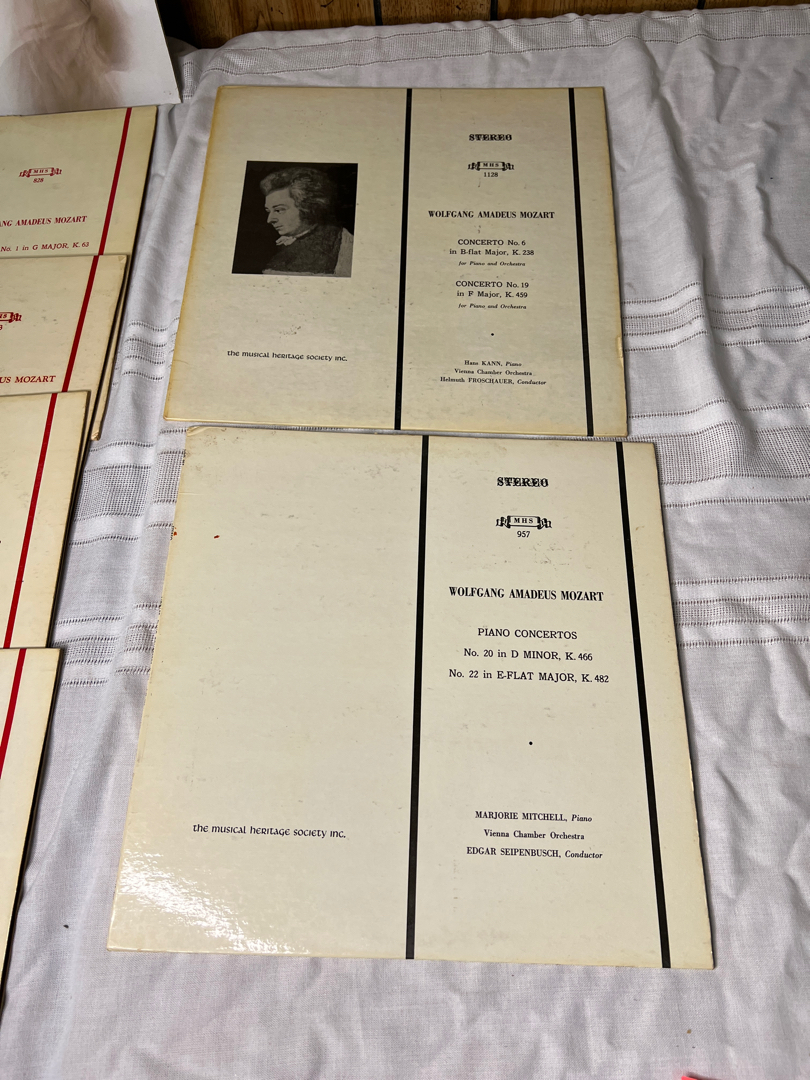 MHS
828
NG AMADEUS MOZART
No. 1 in G MAJOR, K. 63
US MOZART
STEREO
MHS
1128
WOLFGANG AMADEUS MOZART
CONCERTO No. 6
in B-flat Major, K. 238
for Piano and Orchestra
CONCERTO No. 19
in F Major, K. 459
for Piano and Orchestra
Hans KANN, Piano
Vienna Chamber Orchestra
Helmuth FROSCHAUER, Conductor
the musical heritage society inc.
STEREO
MHS
957
WOLFGANG AMADEUS MOZART
PIANO CONCERTOS
No. 20 in D MINOR, K. 466
No. 22 in E-FLAT MAJOR, K. 482
MARJORIE MITCHELL, Piano
Vienna Chamber Orchestra
EDGAR SEIPENBUSCH, Conductor
the musical heritage society inc.